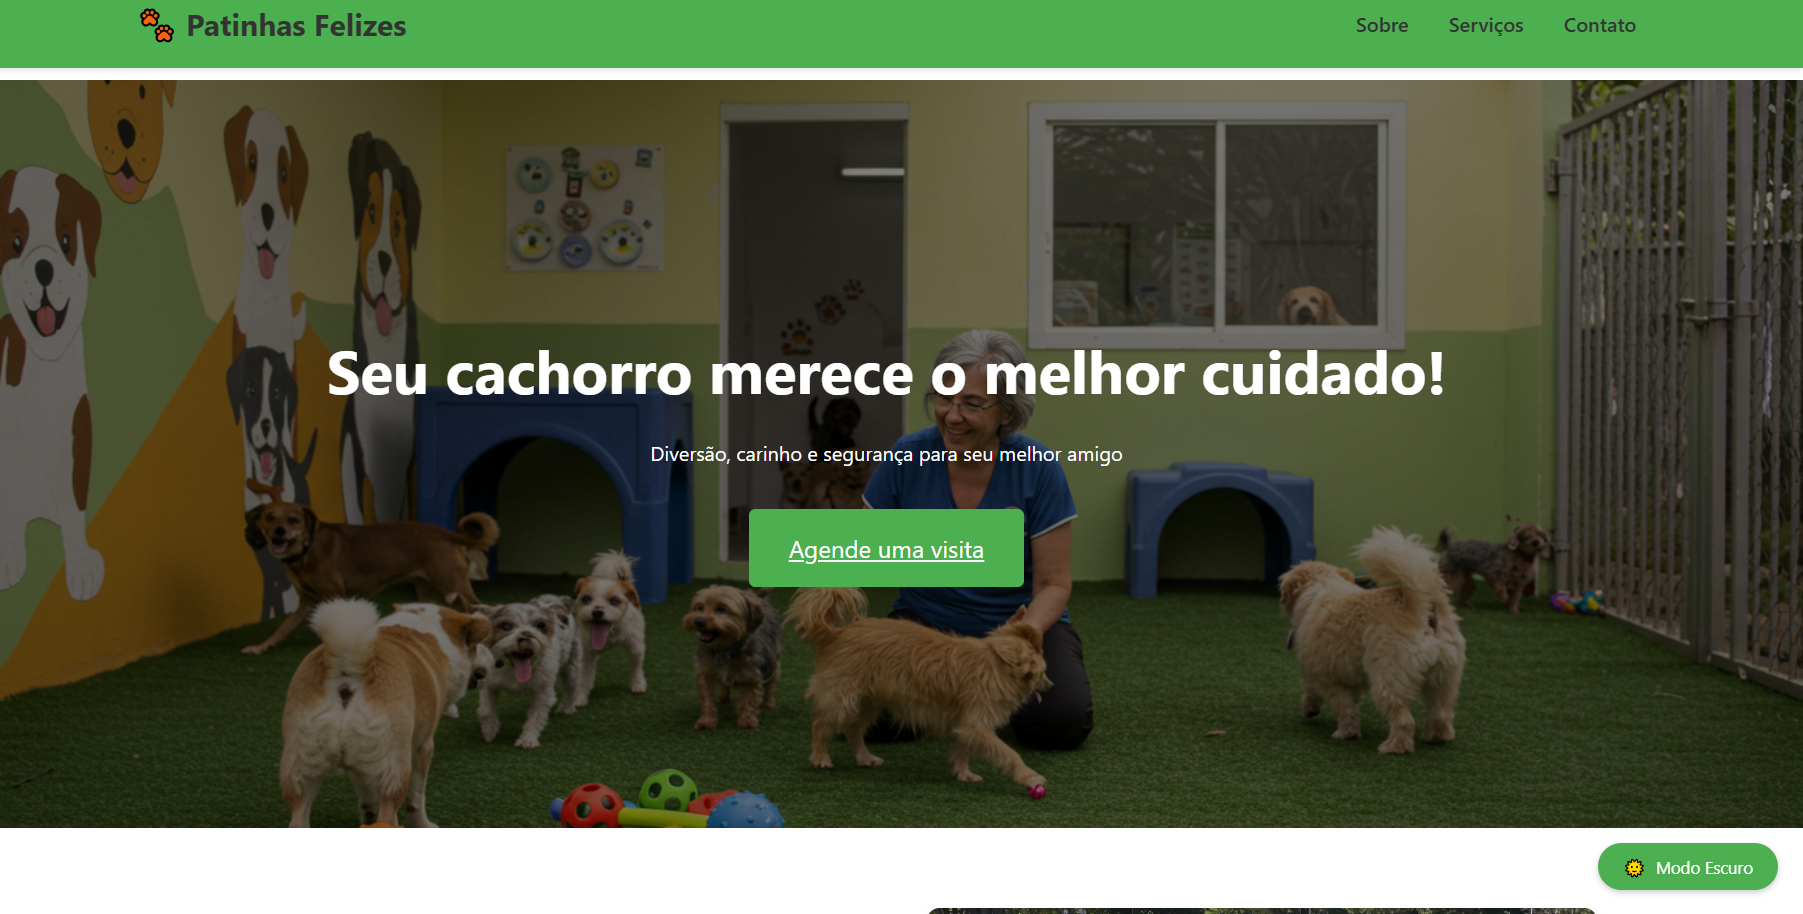 Patinhas Felizes
Sobre Serviços Contato
Seu cachorro merece o melhor cuidado!
Diversão, carinho e segurança para seu melhor amigo
Agende uma visita
Modo Escuro